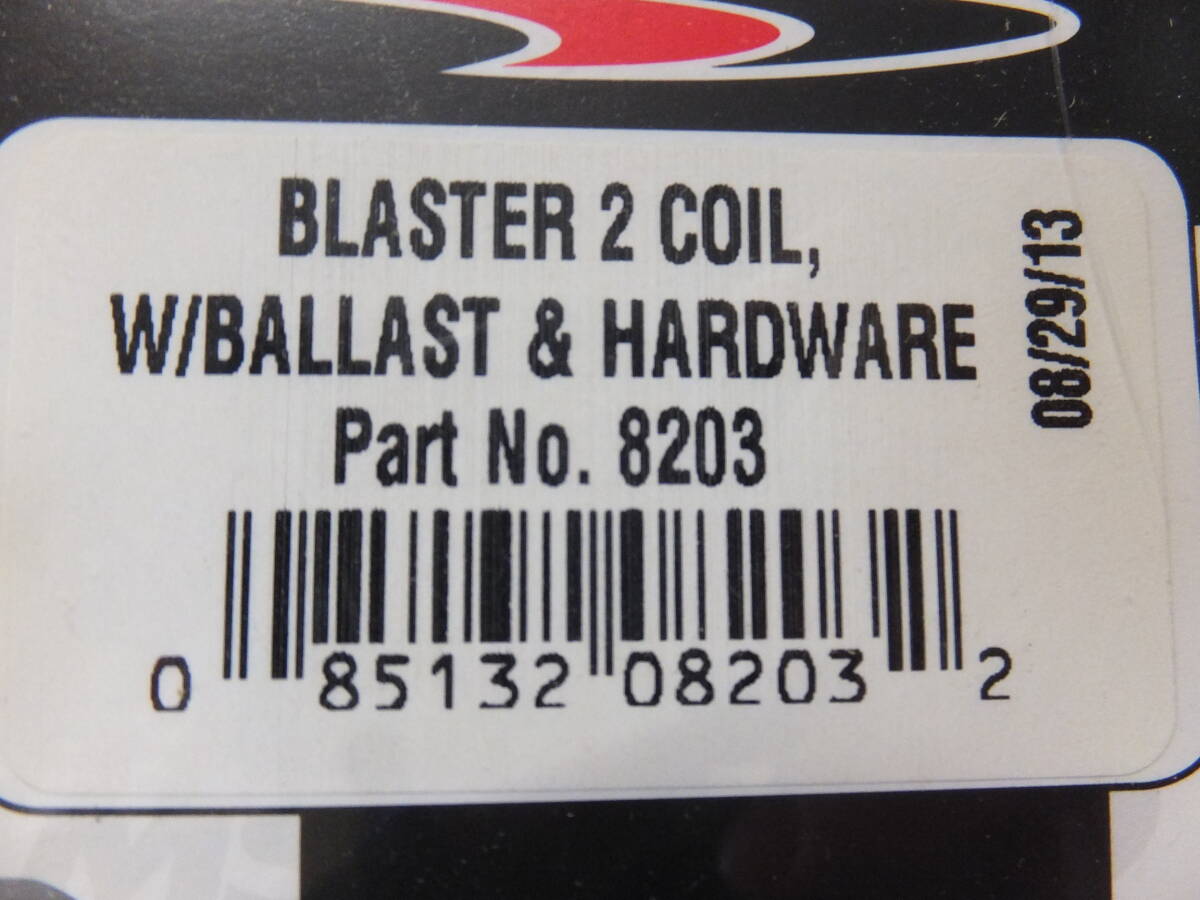 BLASTER 2 COIL,
W/BALLAST & HARDWARE
Part No. 8203
08/29/13
0 85132 08203 2